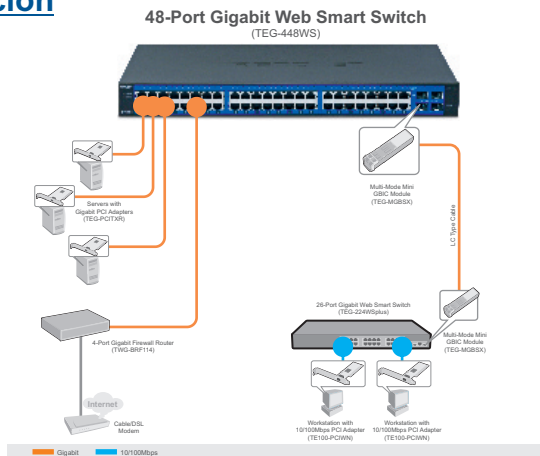 ción
48-Port Gigabit Web Smart Switch
(TEG-448WS)
Servers with
Gigabit PCI Adapters
(TEG-PCITXR)
Multi-Mode Mini
GBIC Module
(TEG-MGBSX)
LC Type Cable
26-Port Gigabit Web Smart Switch
(TEG-224WSplus)
4-Port Gigabit Firewall Router
(TWG-BRF114)
Multi-Mode Mini
GBIC Module
(TEG-MGBSX)
Internet
Cable/DSL
Modem
Workstation with
10/100Mbps PCI Adapter
(TE100-PCIWN)
Workstation with
10/100Mbps PCI Adapter
(TE100-PCIWN)
Gigabit
10/100Mbps